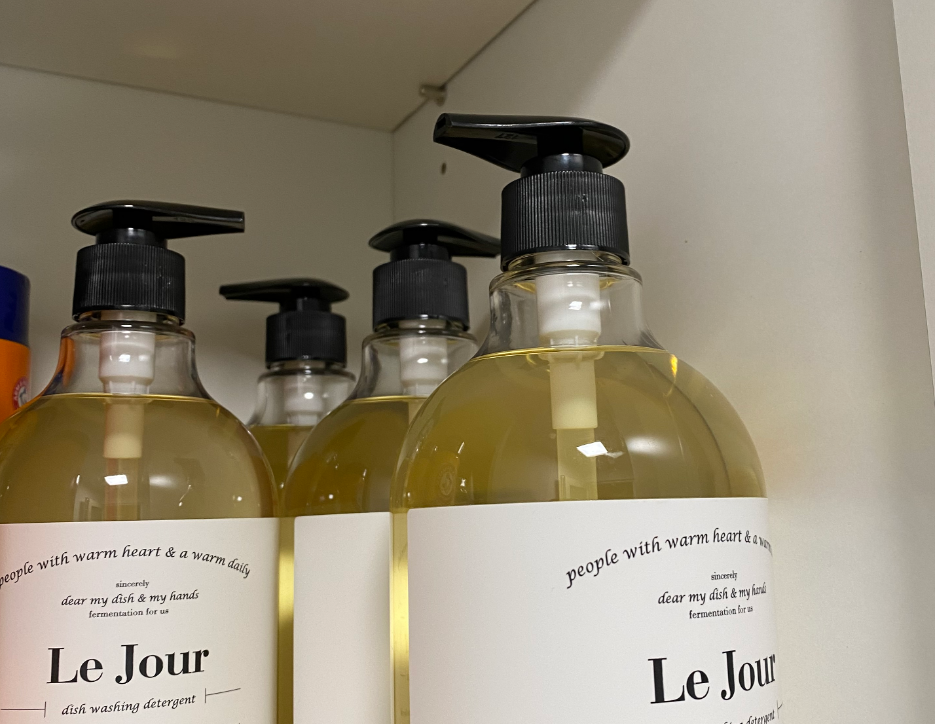 people with warm heart & a warm daily
sincerely
dear my dish & my hands
fermentation for us
Le Jour
dish washing detergent
people with warm heart & a warm
sincerely
dear my dish & my hands
fermentation for us
Le Jour
detergent